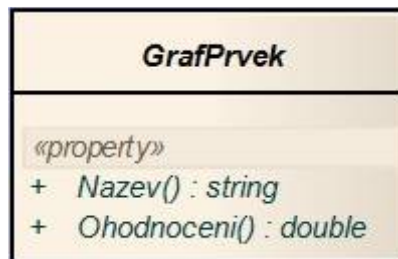 GrafPrvek
«property»
+ Nazev() : string
+ Ohodnoceni() : double